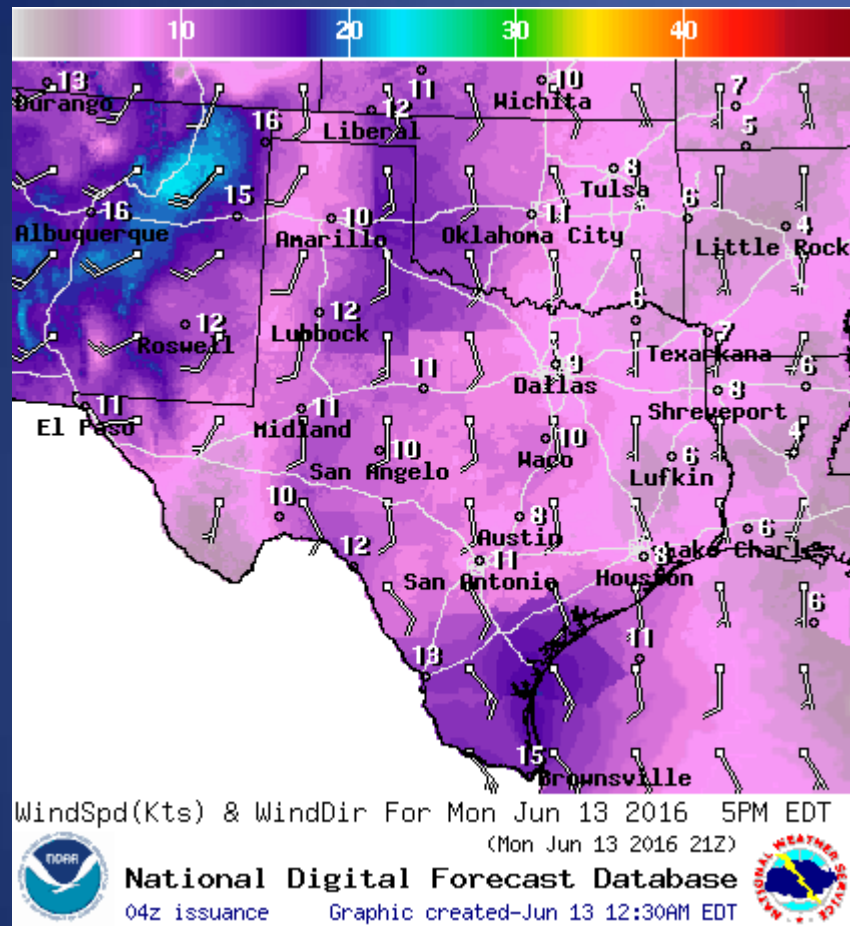 10 20 30 40
13 11 10 7
Durango 12 Wichita
16 Liberal 5
8
16 15 10 11 Tulsa 6 4
Albuquerque Amarillo Oklahoma City Little Rock
12 12 6 7
Roswell Lubbock Texarkana
11 9
Dallas 8 6
11 11 Shreveport
El Paso Midland 10 10 6 4
San Angelo Waco Lufkin
10 8 6
12 Austin Lake Charles
11 8
San Antonio Houston
6
13 11
15
Brownsville
WindSpd(Kts) & WindDir For Mon Jun 13 2016 5PM EDT
(Mon Jun 13 2016 21Z)
NOAA
National Digital Forecast Database
04z issuance Graphic created-Jun 13 12:30AM EDT
NATIONAL WEATHER SERVICE